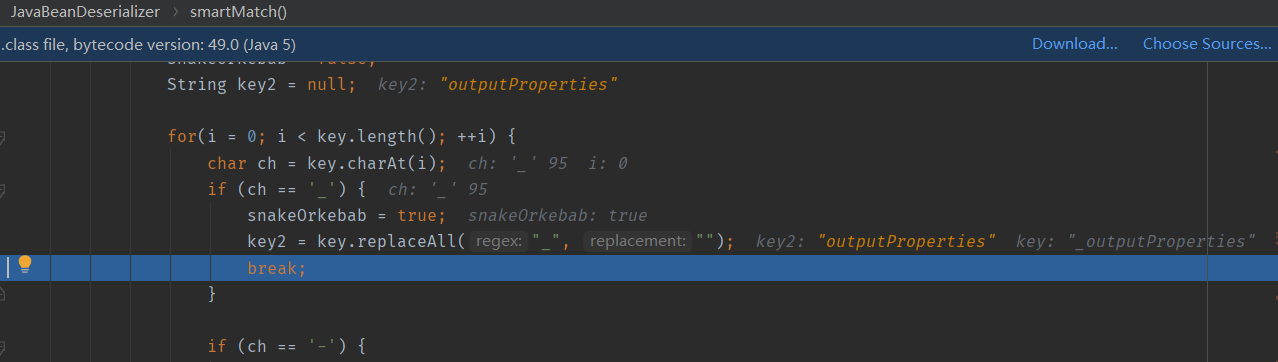 JavaBeanDeserializer › smartMatch()
.class file, bytecode version: 49.0 (Java 5) Download... Choose Sources...
String key2 = null; key2: "outputProperties"
for(i = 0; i < key.length(); ++i) {
char ch = key.charAt(i); ch: '_' 95 i: 0
if (ch == '_') { ch: '_' 95
snakeOrkebab = true; snakeOrkebab: true
key2 = key.replaceAll( regex: "_", replacement: ""); key2: "outputProperties" key: "_outputProperties"
break;
}
if (ch == '-') {